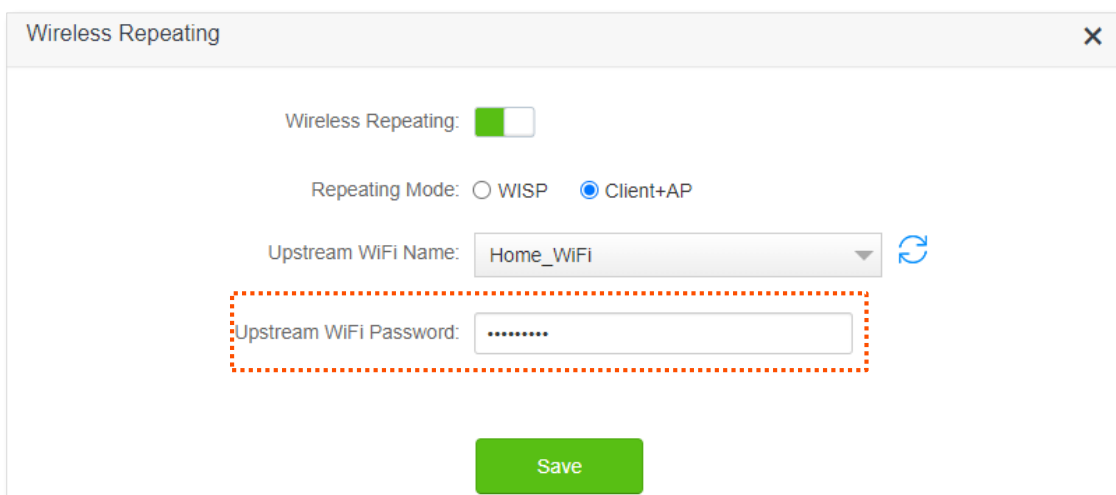 Wireless Repeating
Wireless Repeating:
Repeating Mode: WISP Client+AP
Upstream WiFi Name: Home_WiFi
Upstream WiFi Password: •••••••••
Save